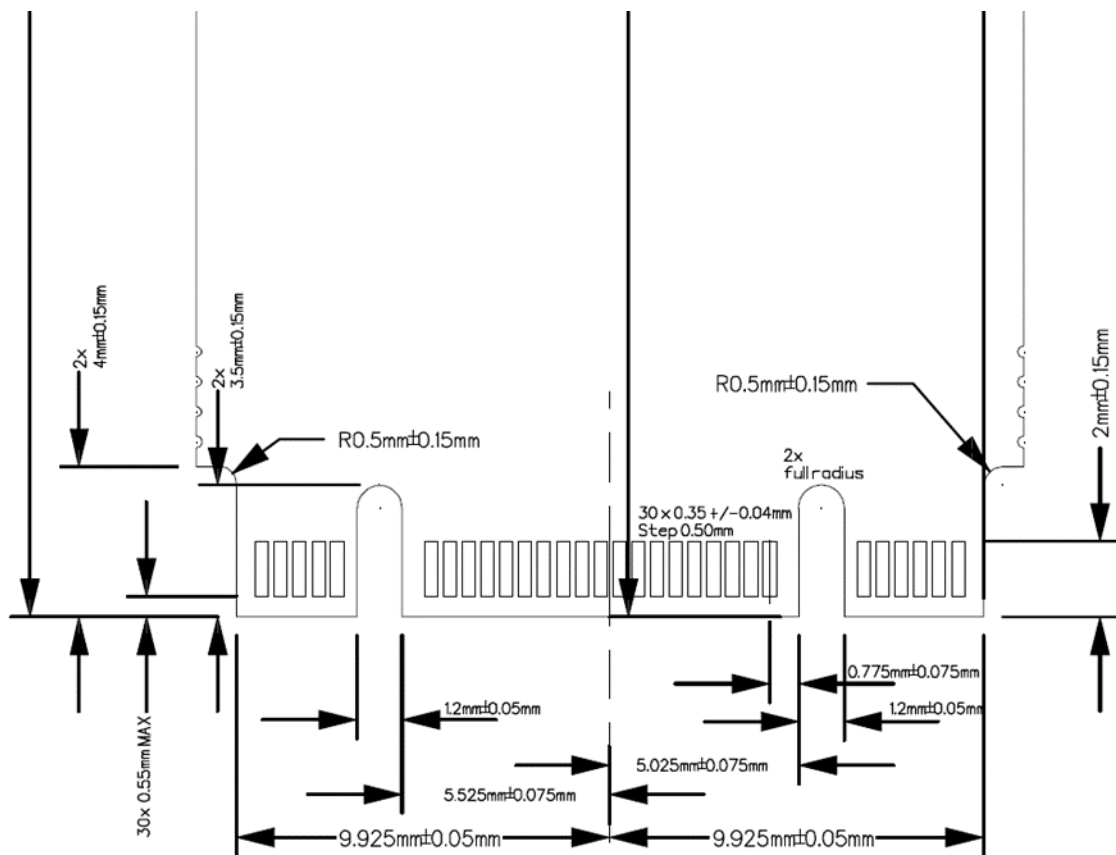 2x
4mm±0.15mm
2x
3.5mm±0.15mm
R0.5mm±0.15mm
R0.5mm±0.15mm
2mm±0.15mm
2x
full radius
30 x 0.35 +/-0.04mm
Step 0.50mm
30x 0.55mm MAX
0.775mm±0.075mm
1.2mm±0.05mm
1.2mm±0.05mm
5.025mm±0.075mm
5.525mm±0.075mm
9.925mm±0.05mm
9.925mm±0.05mm